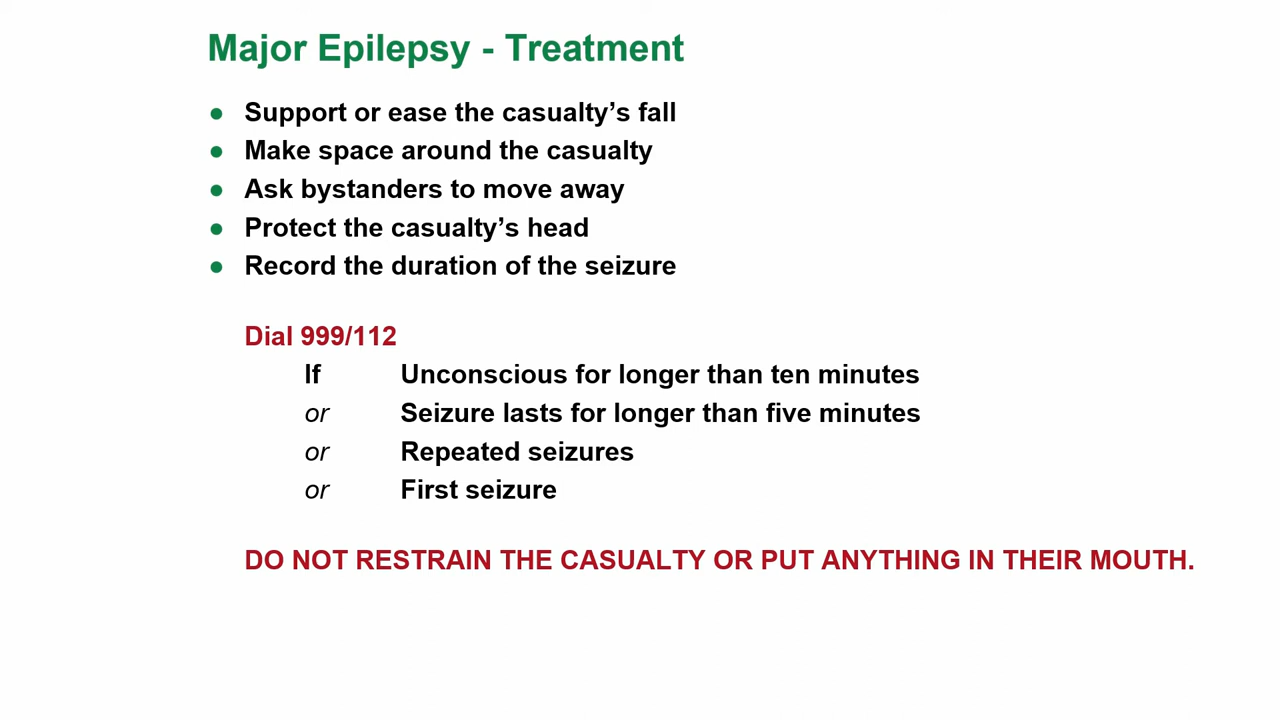 Major Epilepsy - Treatment
● Support or ease the casualty’s fall
● Make space around the casualty
● Ask bystanders to move away
● Protect the casualty’s head
● Record the duration of the seizure
Dial 999/112
If Unconscious for longer than ten minutes
or Seizure lasts for longer than five minutes
or Repeated seizures
or First seizure
DO NOT RESTRAIN THE CASUALTY OR PUT ANYTHING IN THEIR MOUTH.